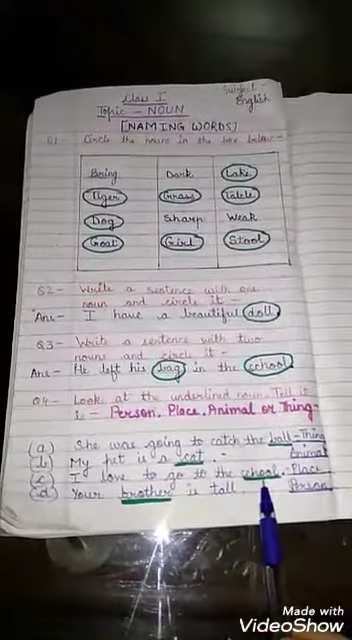 Class I
Subject - English
Topic - NOUN
[NAMING WORDS]
Q1 - Circle the nouns in the box below -
Being Dark Lake
Tiger Grass Table
Dog Sharp Weak
Goat Girl Stool
Q2 - Write a sentence with one
noun and circle it -
Ans - I have a beautiful doll.
Q3 - Write a sentence with two
nouns and circle it -
Ans - He left his bag in the school
Q4 - Look at the underlined noun. Tell if
is - Person, Place, Animal or Thing -
(a) She was going to catch the ball - Thing
(b) My pet is a cat. - Animal
(c) I love to go to the school. - Place
(d) Your brother is tall Person
Made with
VideoShow